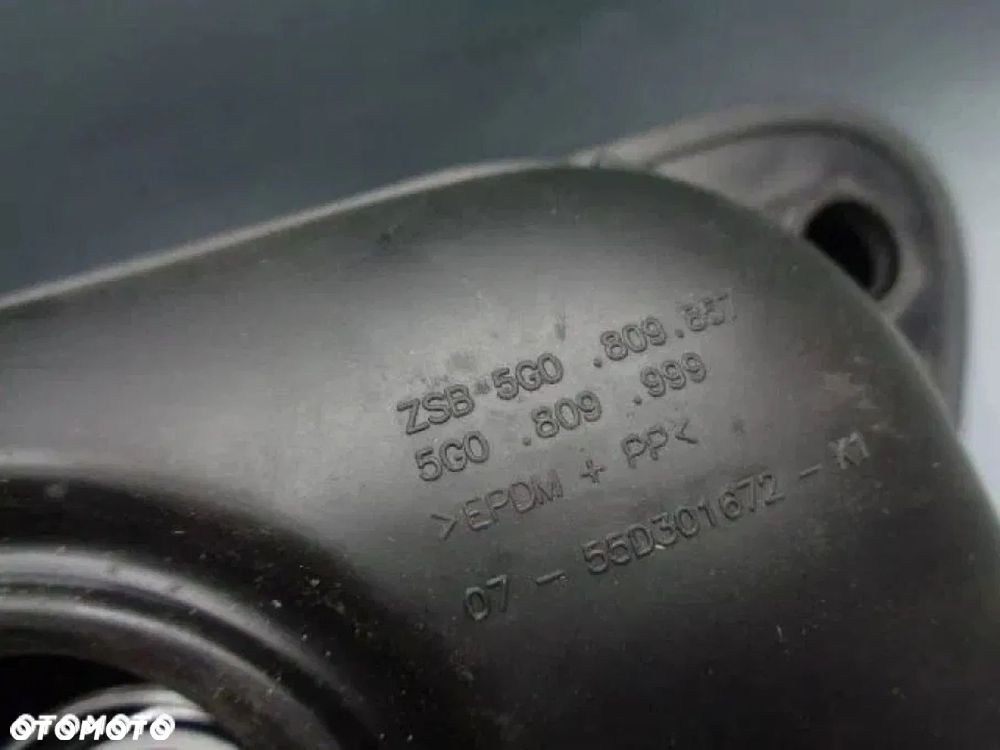 ZSB 5G0 .809.857
5G0 .809 .999
>EPDM + PP<
07 - 55D301672 - K1
OTOMOTO